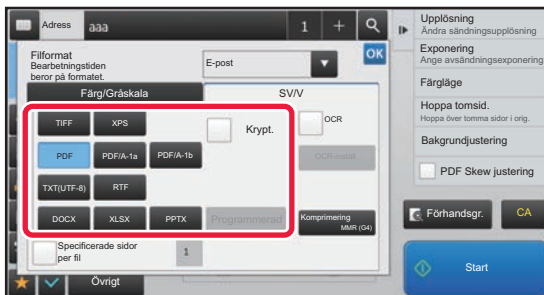 Adress
aaa
1
+
Upplösning
Ändra sändningsupplösning
Exponering
Ange avsändningsexponering
Färgläge
Hoppa tomsid.
Hoppa över tomma sidor i orig.
Bakgrundjustering
PDF Skew justering
Förhandsgr.
CA
Start
Filformat
Bearbetningstiden
beror på formatet.
E-post
OK
Färg/Gråskala
SV/V
TIFF
XPS
Krypt.
OCR
PDF
PDF/A-1a
PDF/A-1b
OCR-inställ.
TXT(UTF-8)
RTF
DOCX
XLSX
PPTX
Programmerad
Komprimering
MMR (G4)
Specificerade sidor
per fil
1
Övrigt